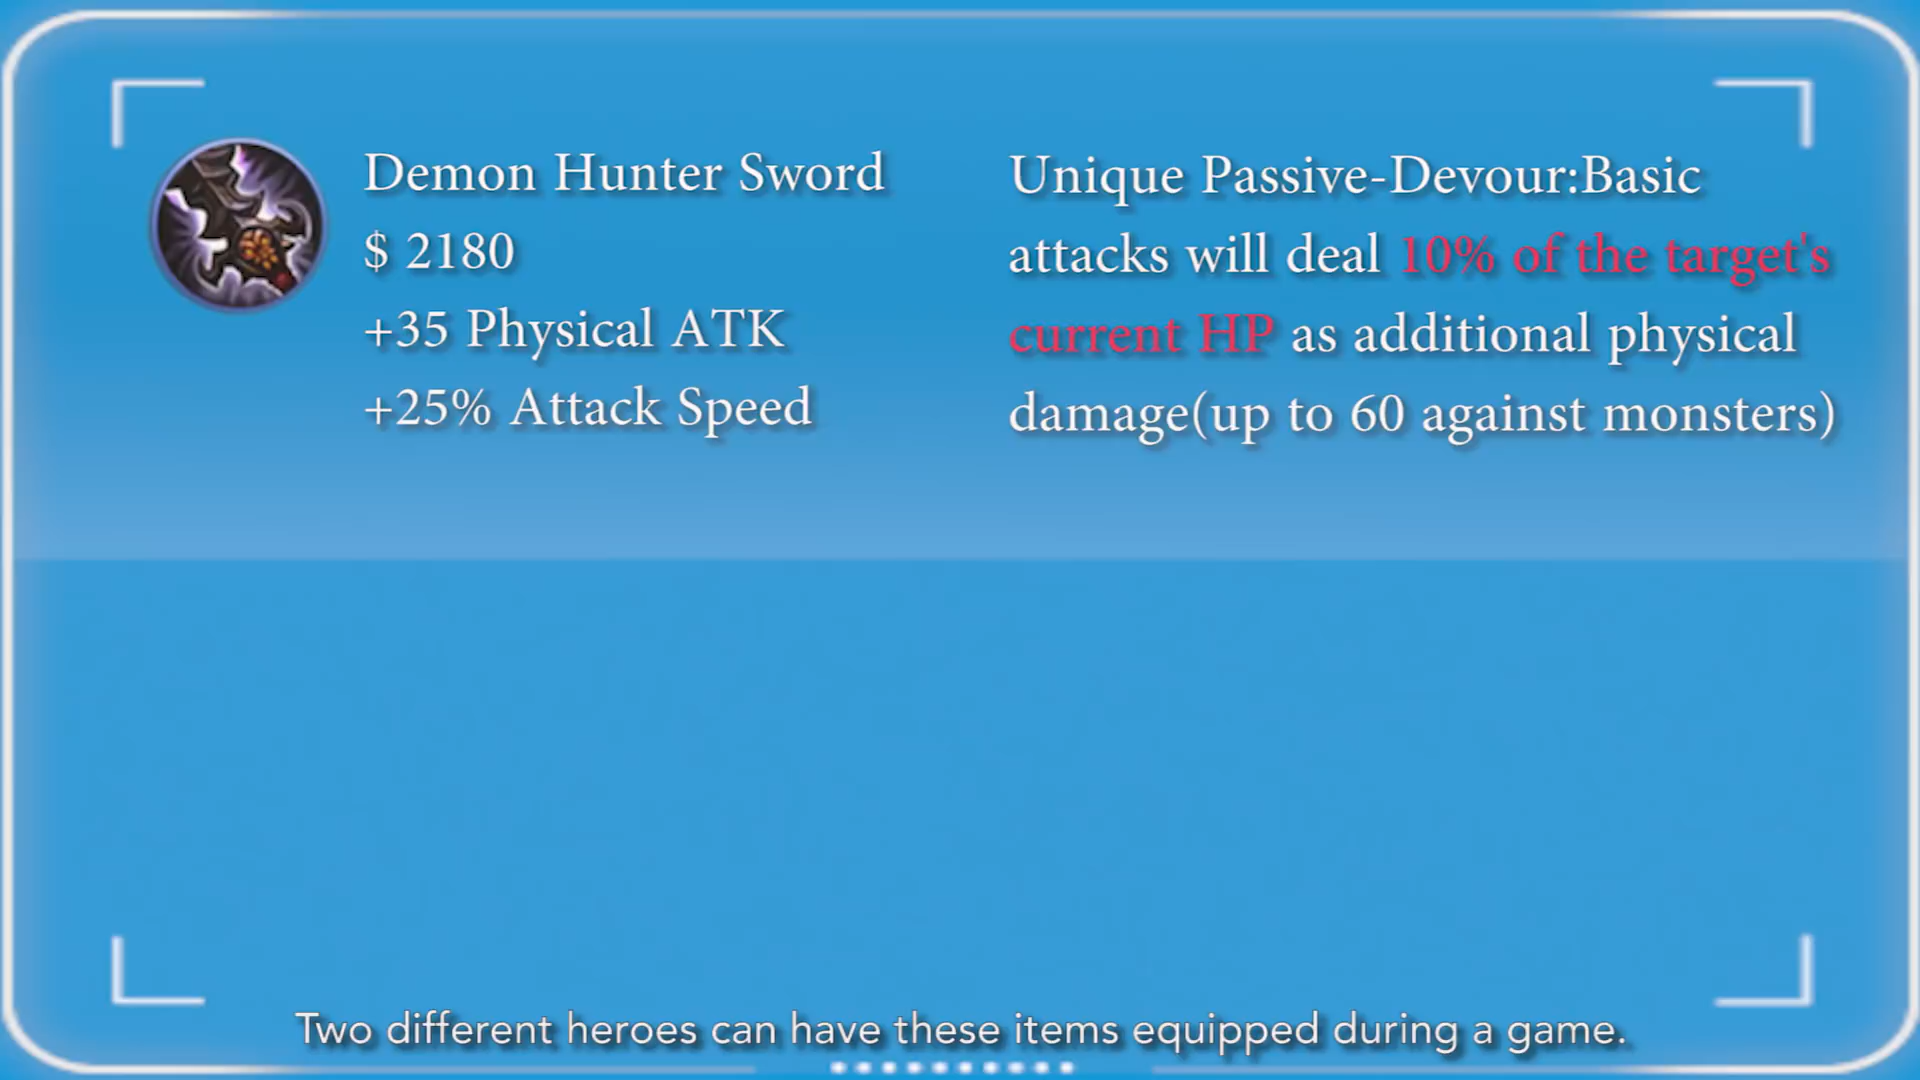 Demon Hunter Sword
$ 2180
+35 Physical ATK
+25% Attack Speed
Unique Passive-Devour:Basic
attacks will deal 10% of the target's
current HP as additional physical
damage(up to 60 against monsters)
Two different heroes can have these items equipped during a game.